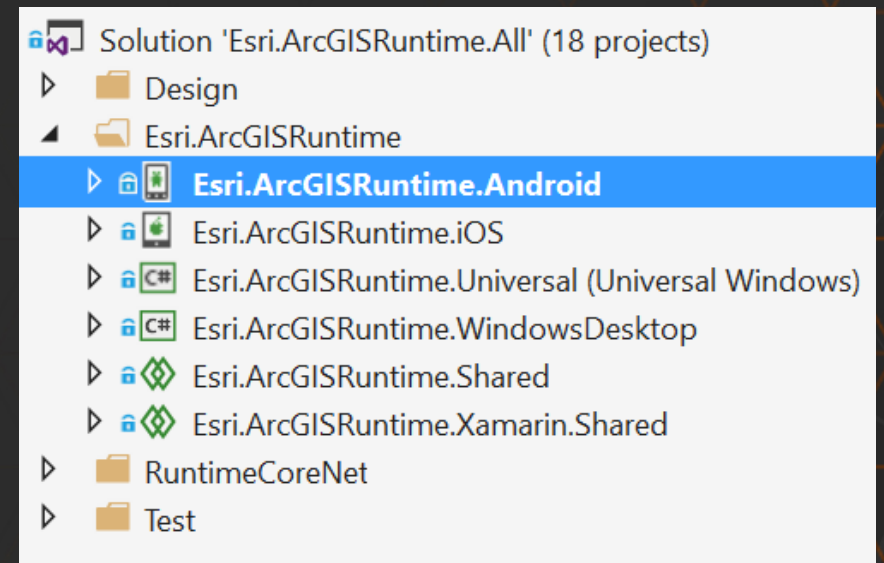 Solution 'Esri.ArcGISRuntime.All' (18 projects)
Design
Esri.ArcGISRuntime
Esri.ArcGISRuntime.Android
Esri.ArcGISRuntime.iOS
C# Esri.ArcGISRuntime.Universal (Universal Windows)
C# Esri.ArcGISRuntime.WindowsDesktop
Esri.ArcGISRuntime.Shared
Esri.ArcGISRuntime.Xamarin.Shared
RuntimeCoreNet
Test